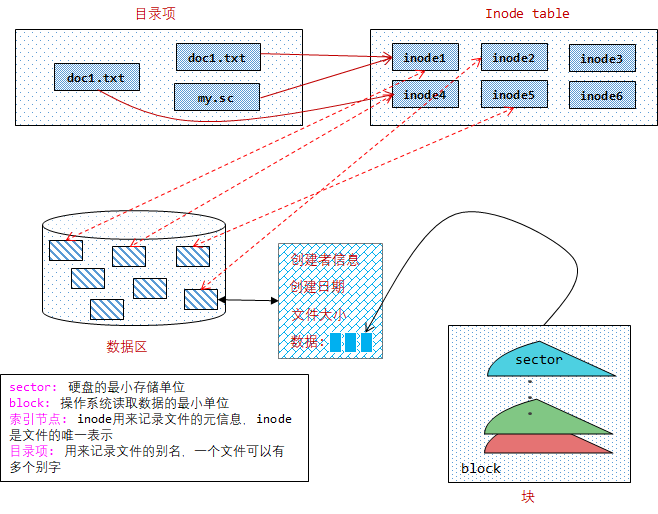 目录项
Inode table
doc1.txt
doc1.txt
my.sc
inode1
inode2
inode3
inode4
inode5
inode6
数据区
创建者信息
创建日期
文件大小
数据:
sector
block
块
sector: 硬盘的最小存储单位
block: 操作系统读取数据的最小单位
索引节点: inode用来记录文件的元信息, inode
是文件的唯一表示
目录项: 用来记录文件的别名, 一个文件可以有
多个别字